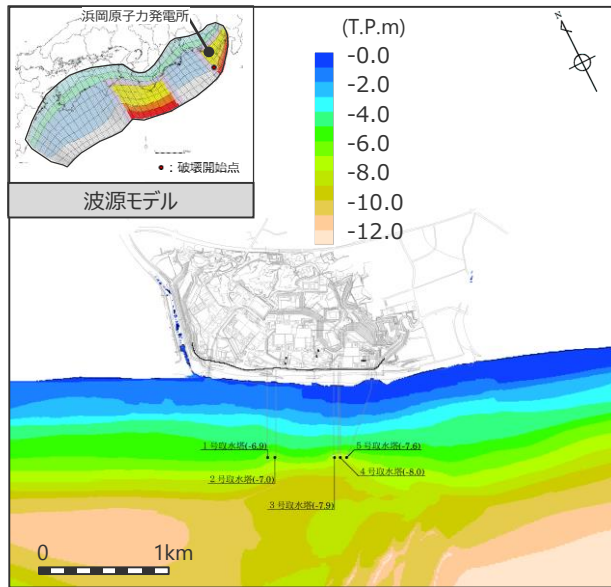 浜岡原子力発電所
●：破壊開始点
波源モデル
(T.P.m)
-0.0
-2.0
-4.0
-6.0
-8.0
-10.0
-12.0
N
1号取水塔(-6.9)
5号取水塔(-7.6)
2号取水塔(-7.0)
4号取水塔(-8.0)
3号取水塔(-7.9)
0 1km